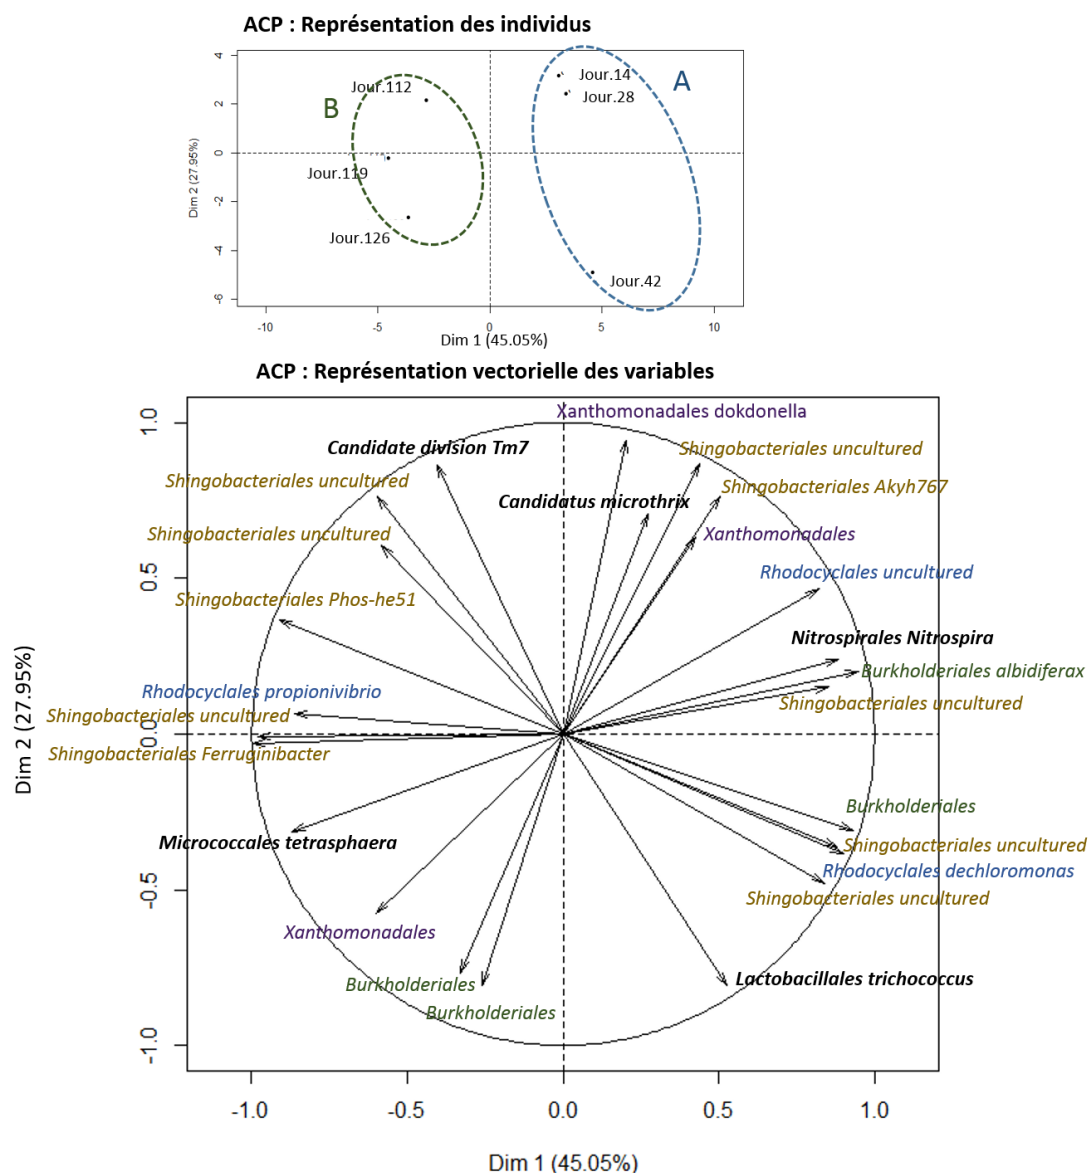 ACP : Représentation des individus
4
2
0
-2
-4
-6
Dim 2 (27.95%)
B
A
Jour.112
Jour.14
Jour.28
Jour.119
Jour.126
Jour.42
-10
-5
0
5
10
Dim 1 (45.05%)
ACP : Représentation vectorielle des variables
Xanthomonadales dokdonella
Candidate division Tm7
Shingobacteriales uncultured
Shingobacteriales uncultured
Shingobacteriales Akyh767
Candidatus microthrix
Shingobacteriales uncultured
Xanthomonadales
Rhodocyclales uncultured
Shingobacteriales Phos-he51
Nitrospirales Nitrospira
Burkholderiales albidiferax
Rhodocyclales propionivibrio
Shingobacteriales uncultured
Shingobacteriales uncultured
Shingobacteriales Ferruginibacter
Burkholderiales
Micrococcales tetrasphaera
Shingobacteriales uncultured
Rhodocyclales dechloromonas
Shingobacteriales uncultured
Xanthomonadales
Lactobacillales trichococcus
Burkholderiales
Burkholderiales
1.0
0.5
0.0
-0.5
-1.0
Dim 2 (27.95%)
-1.0
-0.5
0.0
0.5
1.0
Dim 1 (45.05%)